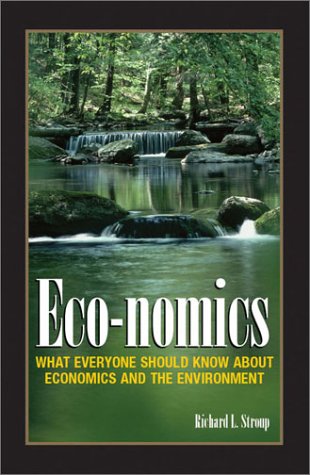 Eco-nomics
WHAT EVERYONE SHOULD KNOW ABOUT
ECONOMICS AND THE ENVIRONMENT
Richard L. Stroup